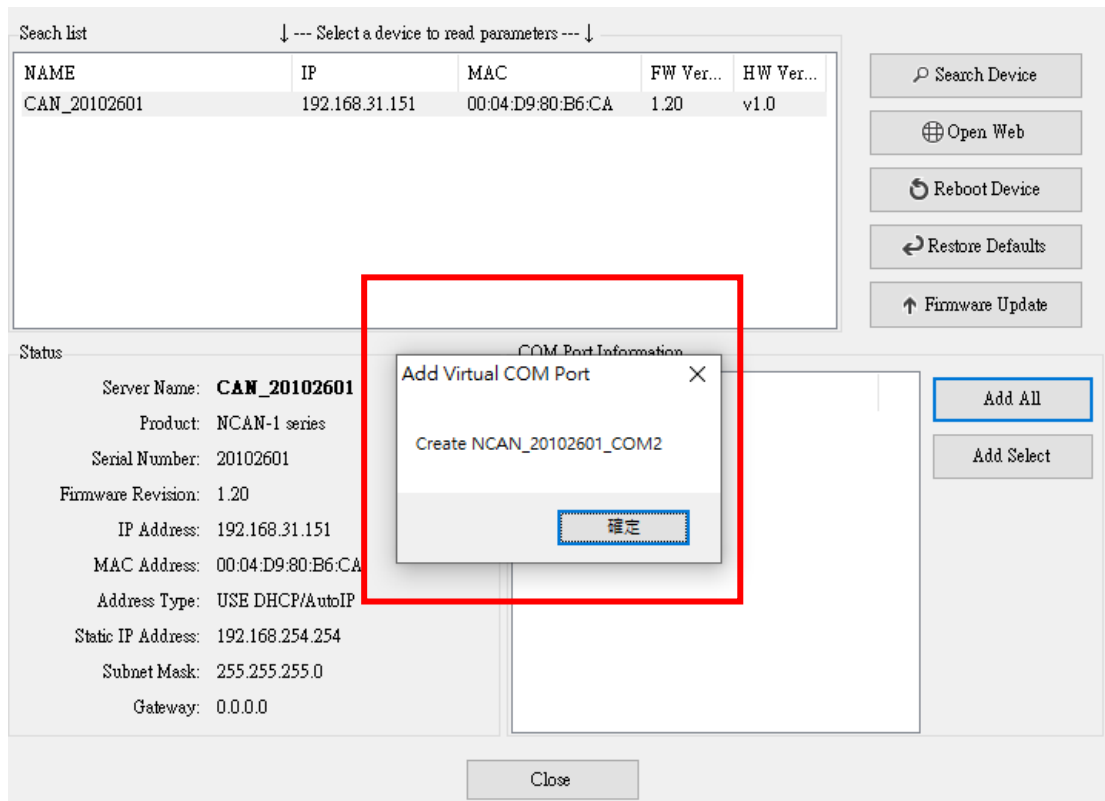 Seach list
↓ --- Select a device to read parameters --- ↓
NAME IP MAC FW Ver... HW Ver...
CAN_20102601 192.168.31.151 00:04:D9:80:B6:CA 1.20 v1.0
Search Device
Open Web
Reboot Device
Restore Defaults
Firmware Update
Status
Server Name: CAN_20102601
Product: NCAN-1 series
Serial Number: 20102601
Firmware Revision: 1.20
IP Address: 192.168.31.151
MAC Address: 00:04:D9:80:B6:CA
Address Type: USE DHCP/AutoIP
Static IP Address: 192.168.254.254
Subnet Mask: 255.255.255.0
Gateway: 0.0.0.0
COM Port Information
Add Virtual COM Port
Create NCAN_20102601_COM2
確定
Add All
Add Select
Close